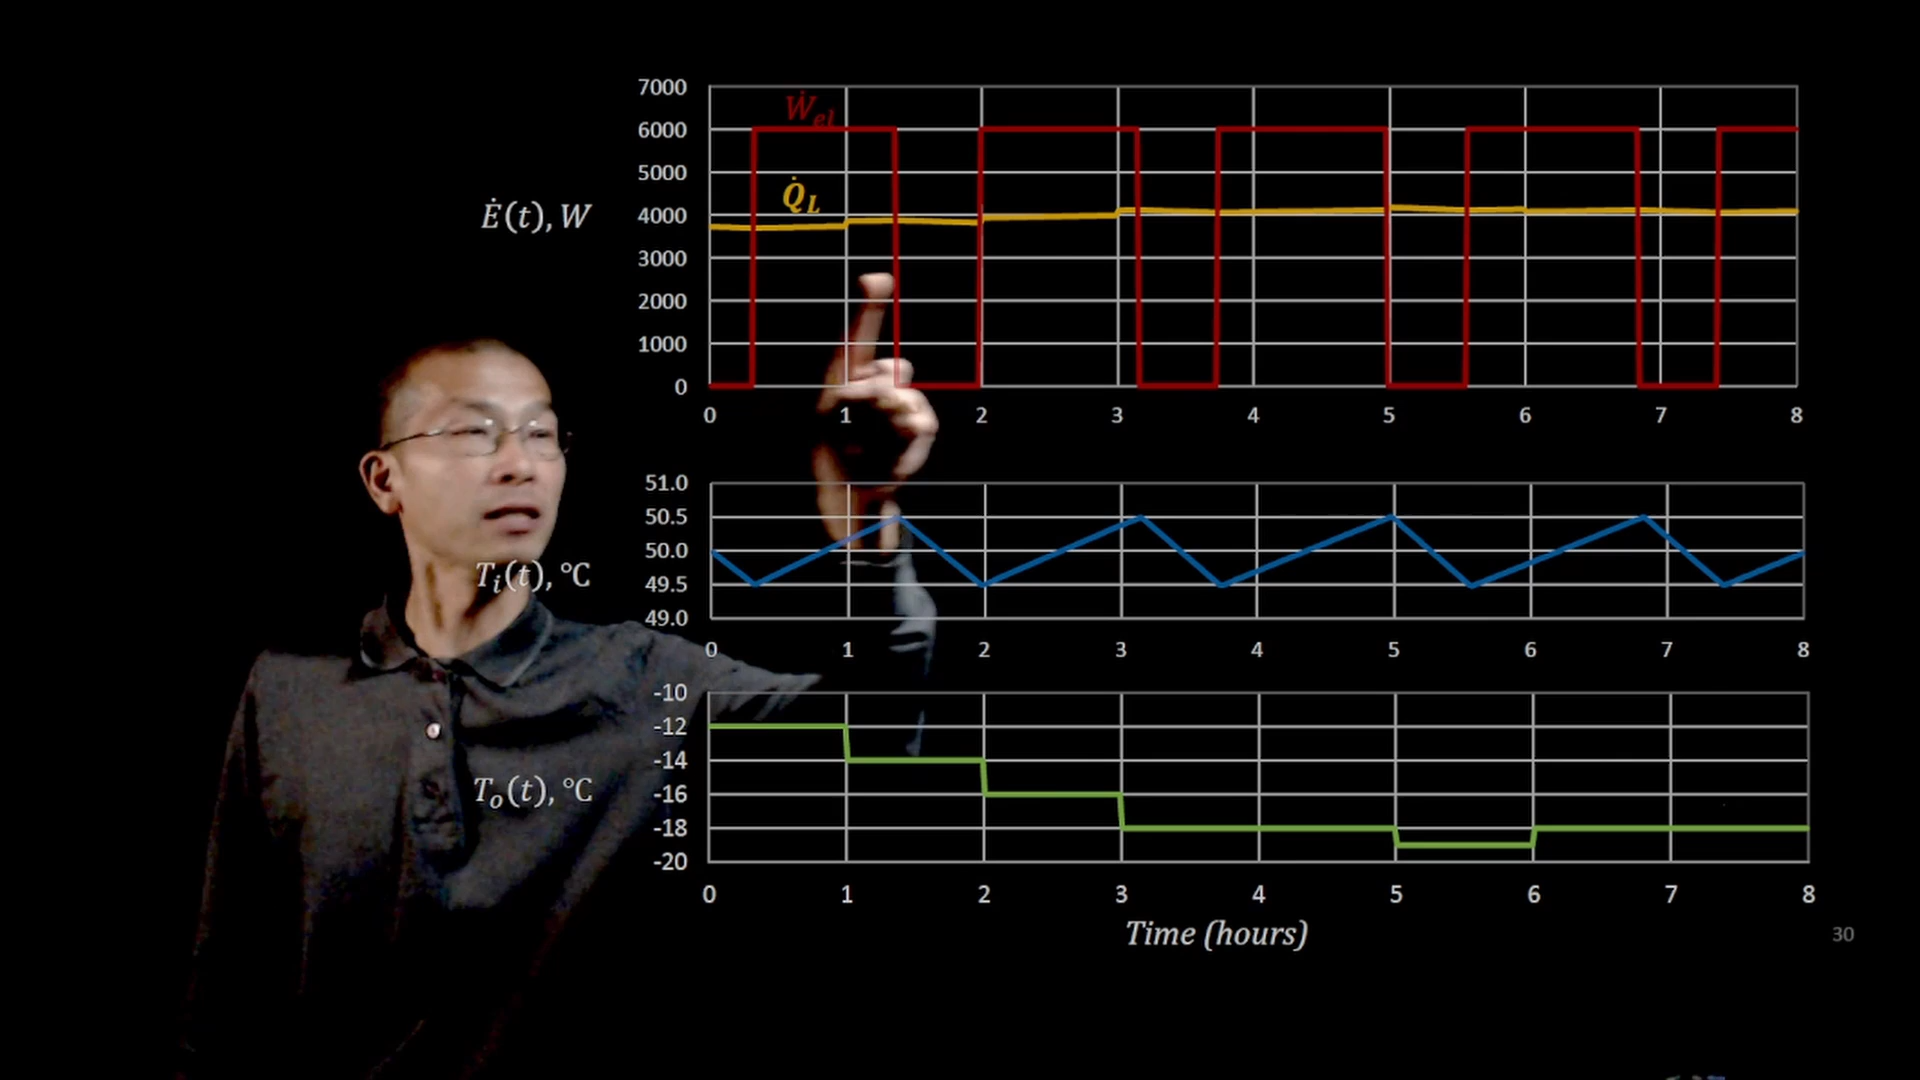 7000
6000
5000
4000
3000
2000
1000
0
Ẇₑₗ
Q̇_L
Ė(t), W
0 1 2 3 4 5 6 7 8
51.0
50.5
50.0
49.5
49.0
Tᵢ(t), °C
0 1 2 3 4 5 6 7 8
-10
-12
-14
-16
-18
-20
Tₒ(t), °C
0 1 2 3 4 5 6 7 8
Time (hours)
30